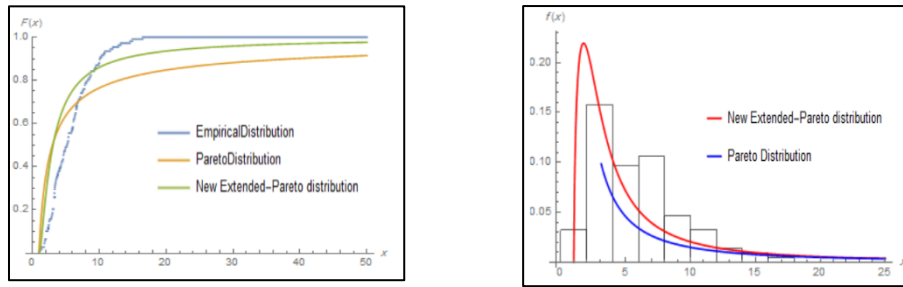 F(x)
1.0
0.8
0.6
0.4
0.2
EmpiricalDistribution
ParetoDistribution
New Extended-Pareto distribution
0 10 20 30 40 50 x
f(x)
0.20
0.15
0.10
0.05
New Extended-Pareto distribution
Pareto Distribution
0 5 10 15 20 25